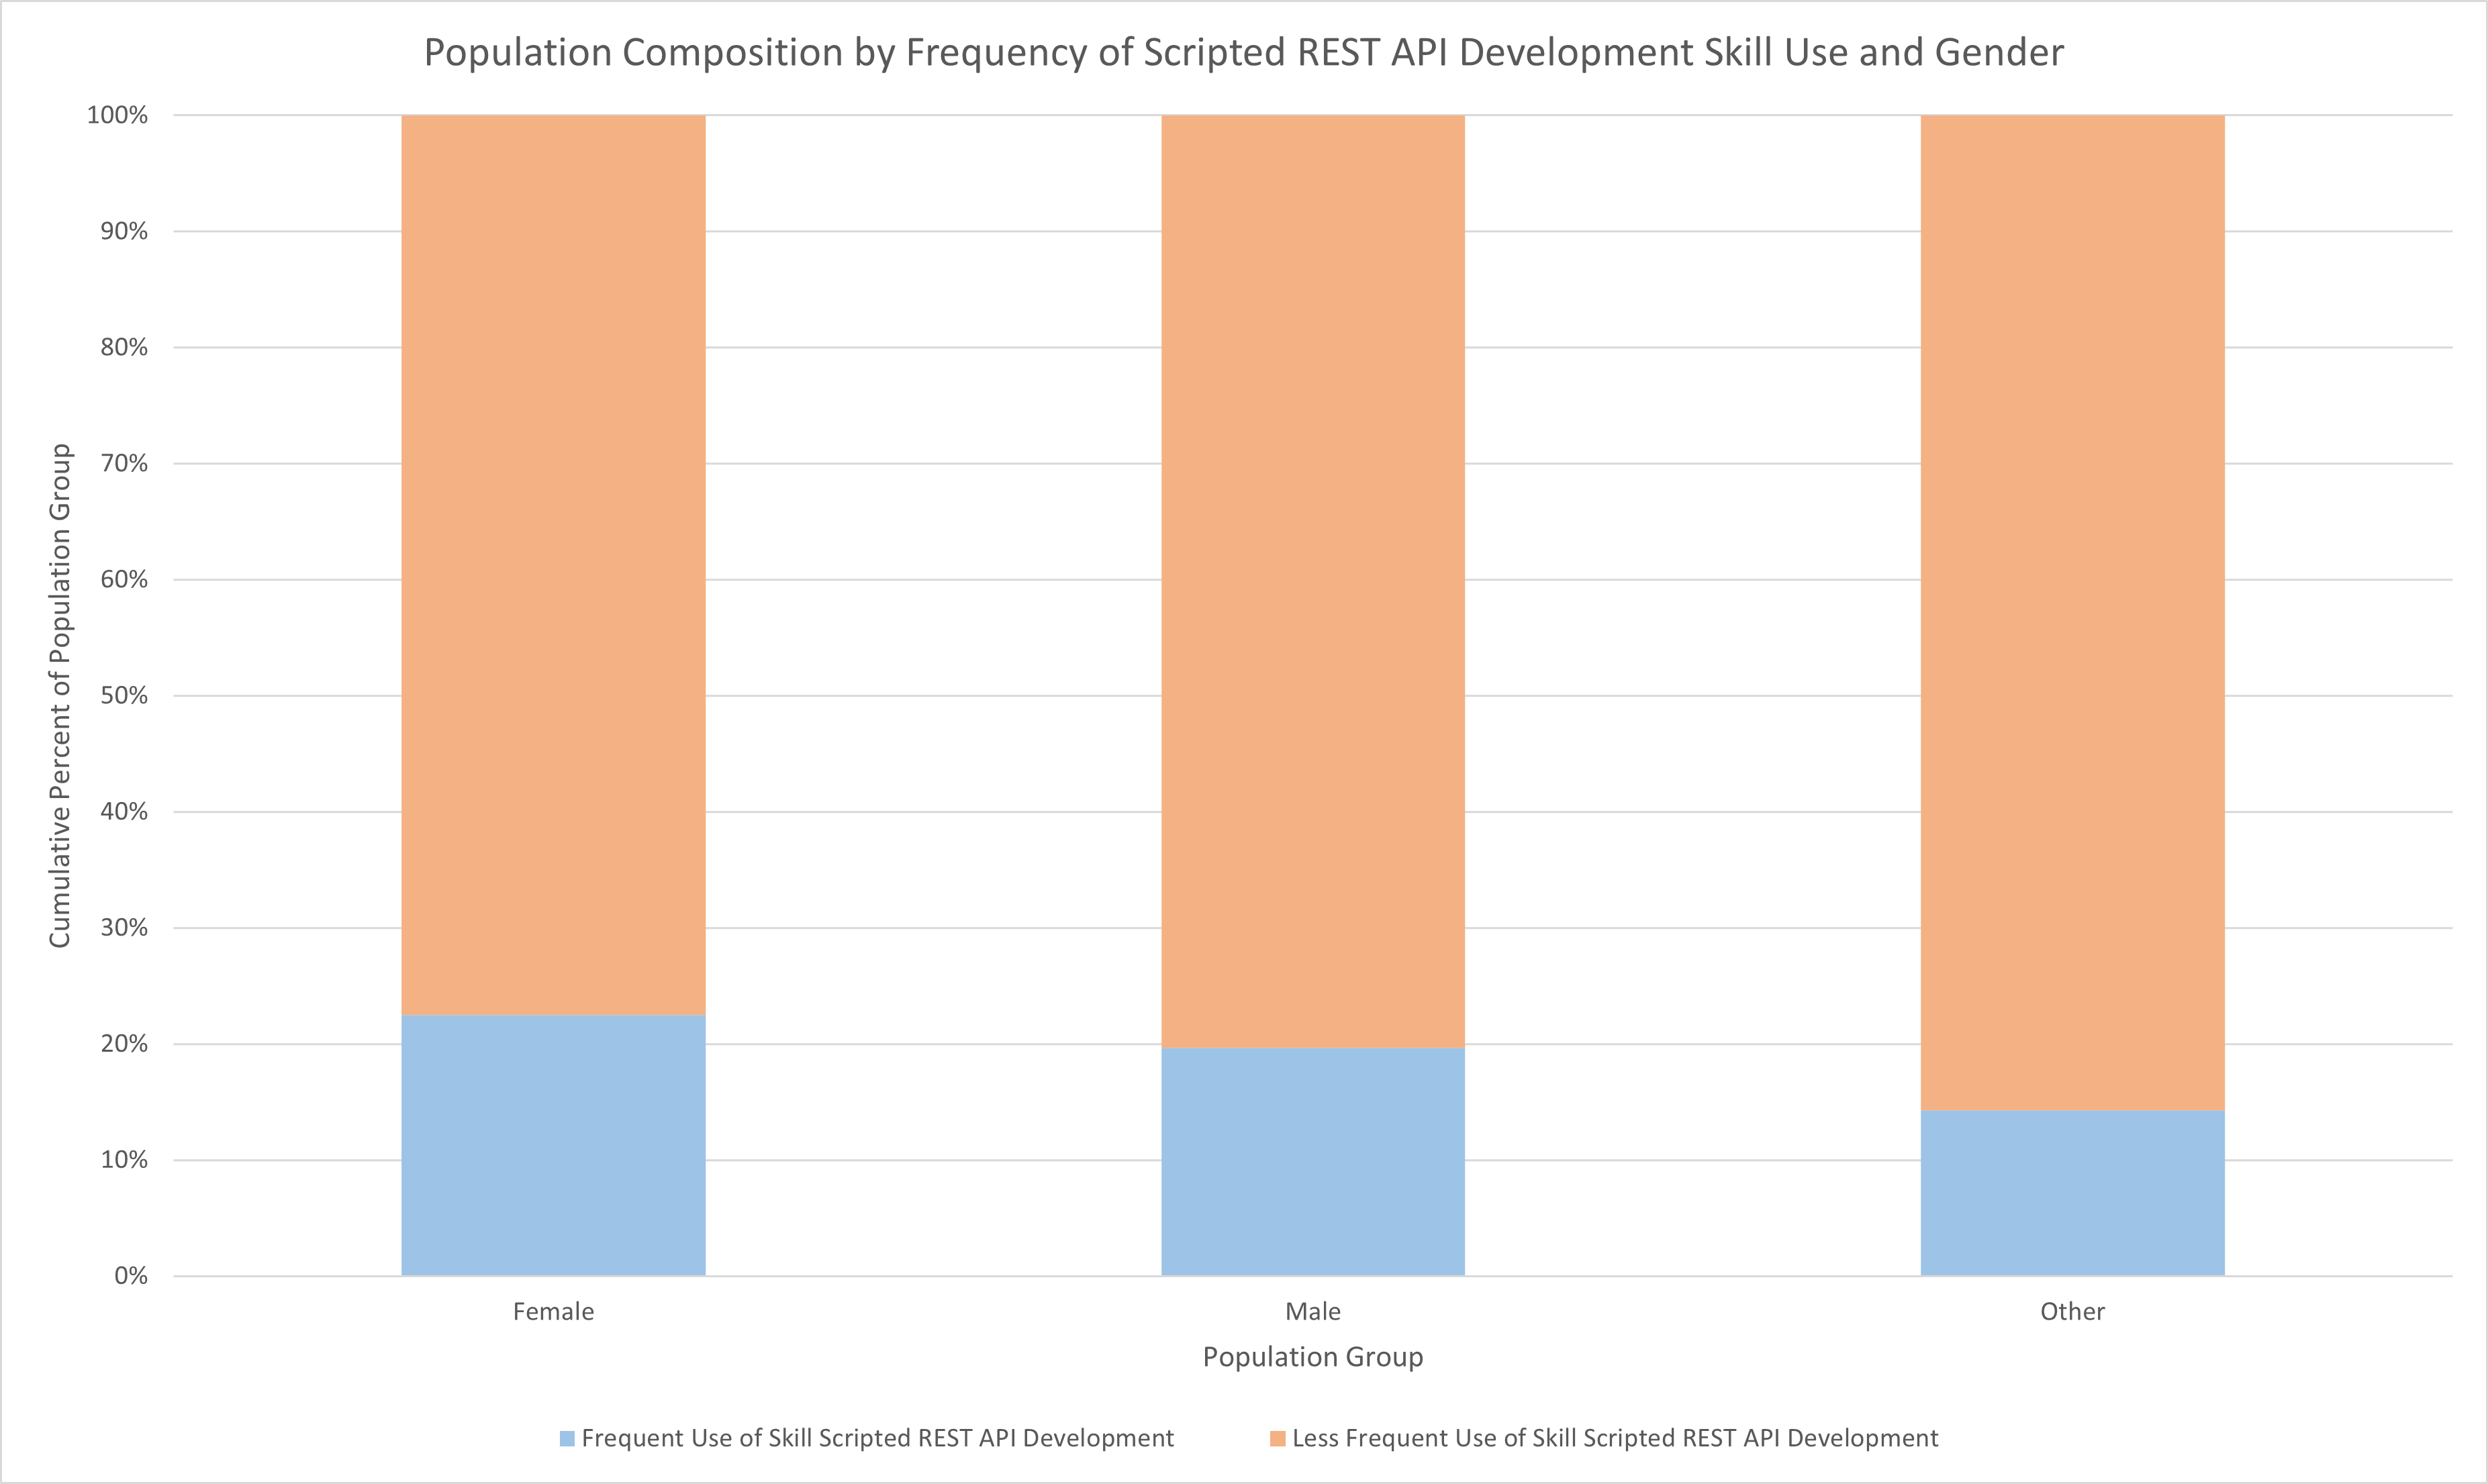 Population Composition by Frequency of Scripted REST API Development Skill Use and Gender
100%
90%
80%
70%
60%
50%
40%
30%
20%
10%
0%
Cumulative Percent of Population Group
Female
Male
Other
Population Group
Frequent Use of Skill Scripted REST API Development
Less Frequent Use of Skill Scripted REST API Development